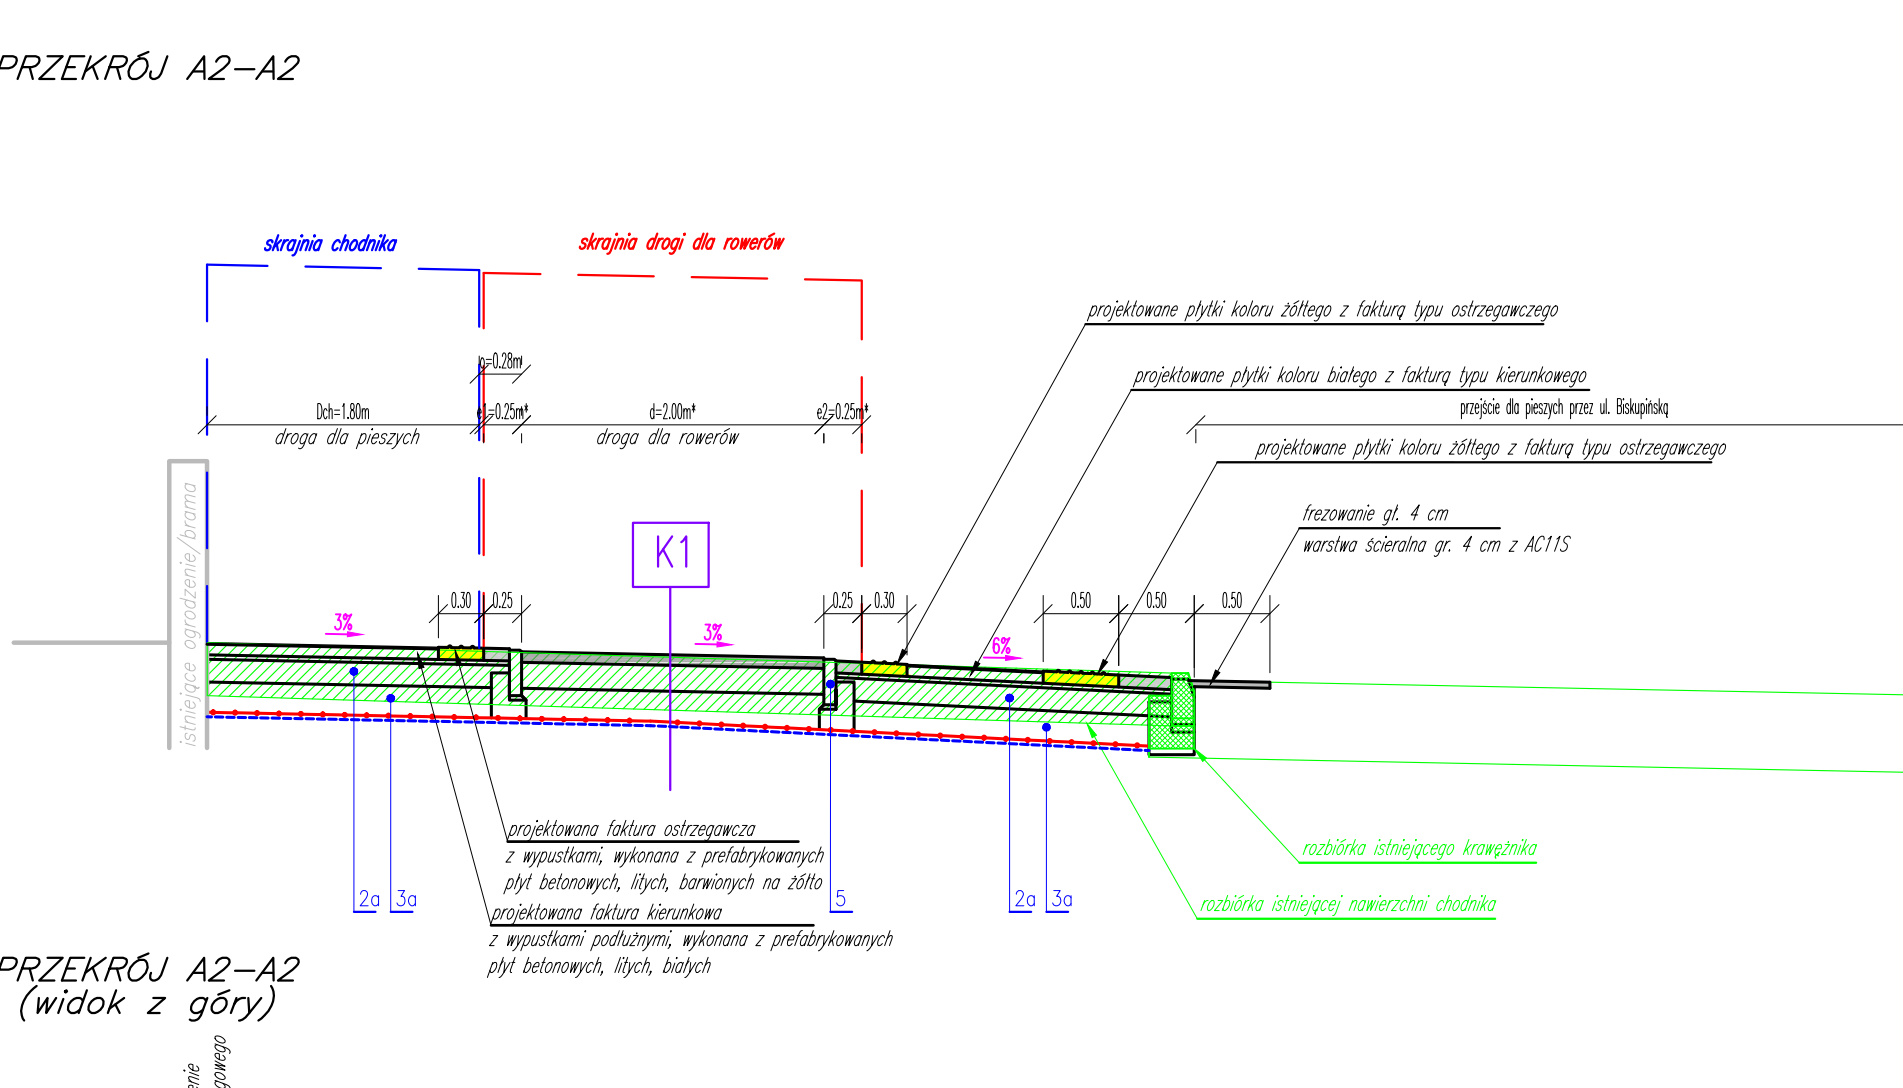 PRZEKRÓJ A2-A2
skrajnia chodnika
skrajnia drogi dla rowerów
projektowane płytki koloru żółtego z fakturą typu ostrzegawczego
o=0.28m
projektowane płytki koloru białego z fakturą typu kierunkowego
Dch=1.80m
e1=0.25m*
d=2.00m*
e2=0.25m*
przejście dla pieszych przez ul. Biskupińską
droga dla pieszych
droga dla rowerów
projektowane płytki koloru żółtego z fakturą typu ostrzegawczego
istniejące ogrodzenie/brama
K1
frezowanie gł. 4 cm
warstwa ścieralna gr. 4 cm z AC11S
0.30
0.25
0.25
0.30
0.50
0.50
0.50
3%
3%
6%
projektowana faktura ostrzegawcza
z wypustkami, wykonana z prefabrykowanych
płyt betonowych, litych, barwionych na żółto
rozbiórka istniejącego krawężnika
2a
3a
5
2a
3a
rozbiórka istniejącej nawierzchni chodnika
projektowana faktura kierunkowa
z wypustkami podłużnymi, wykonana z prefabrykowanych
płyt betonowych, litych, białych
PRZEKRÓJ A2-A2
(widok z góry)